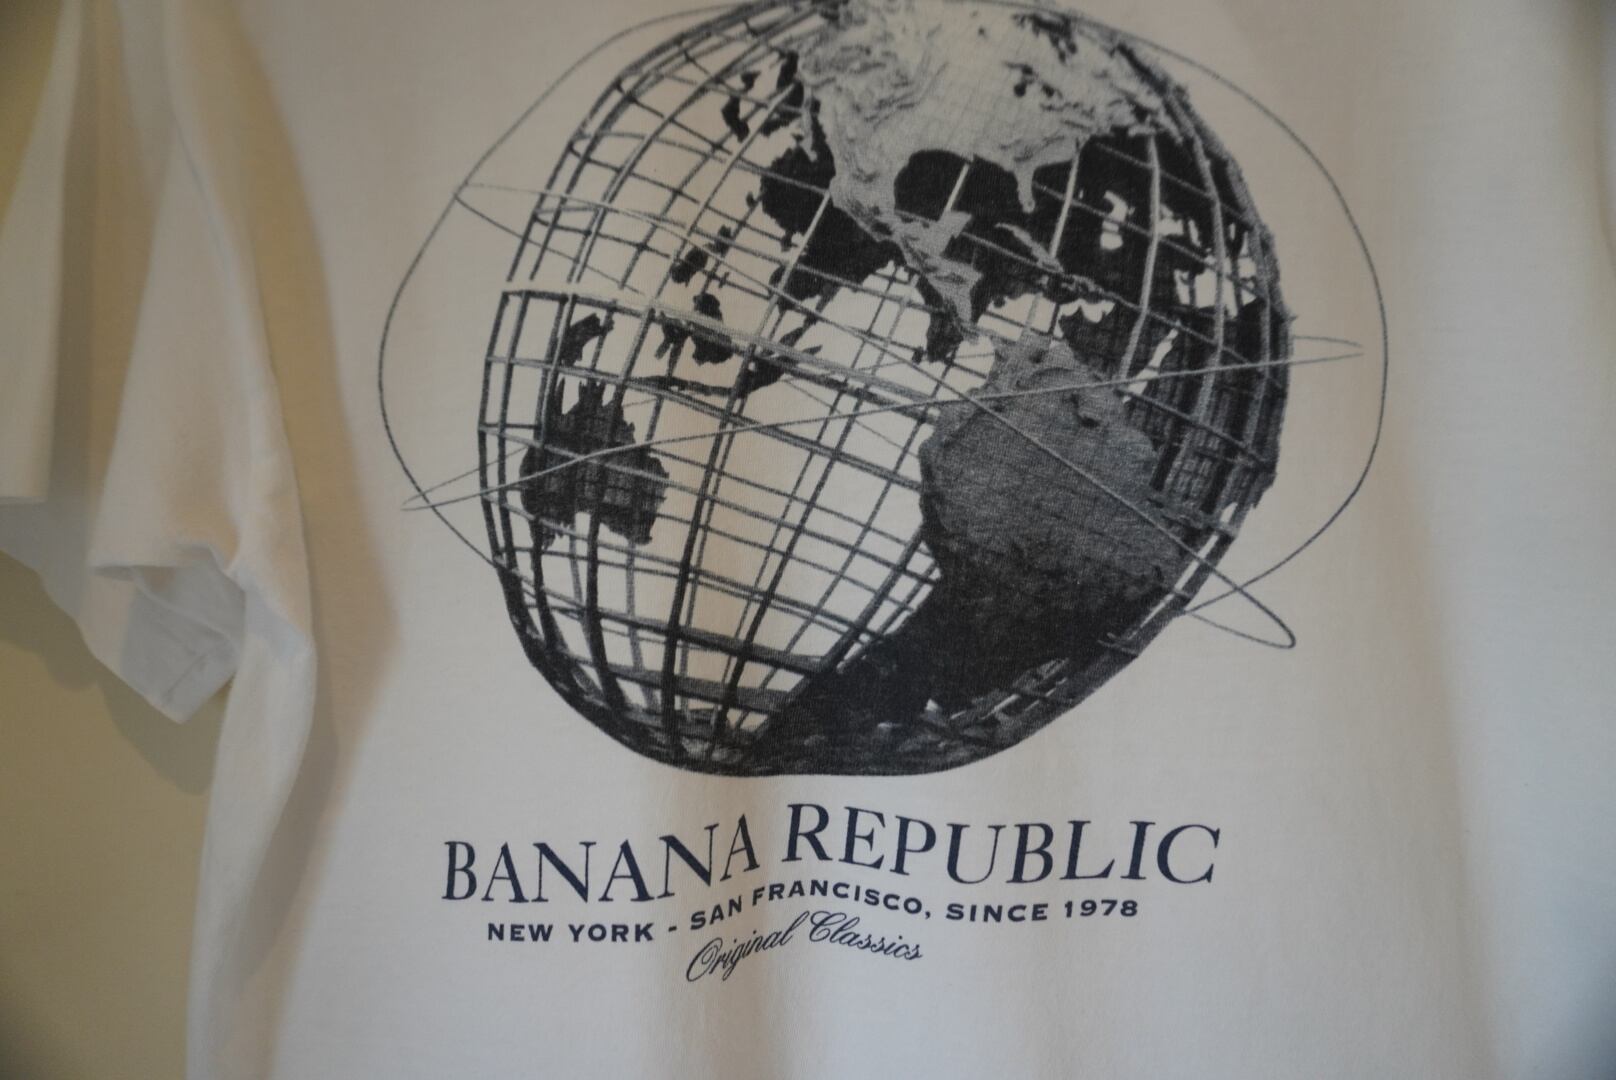 BANANA REPUBLIC
NEW YORK - SAN FRANCISCO, SINCE 1978
Original Classics